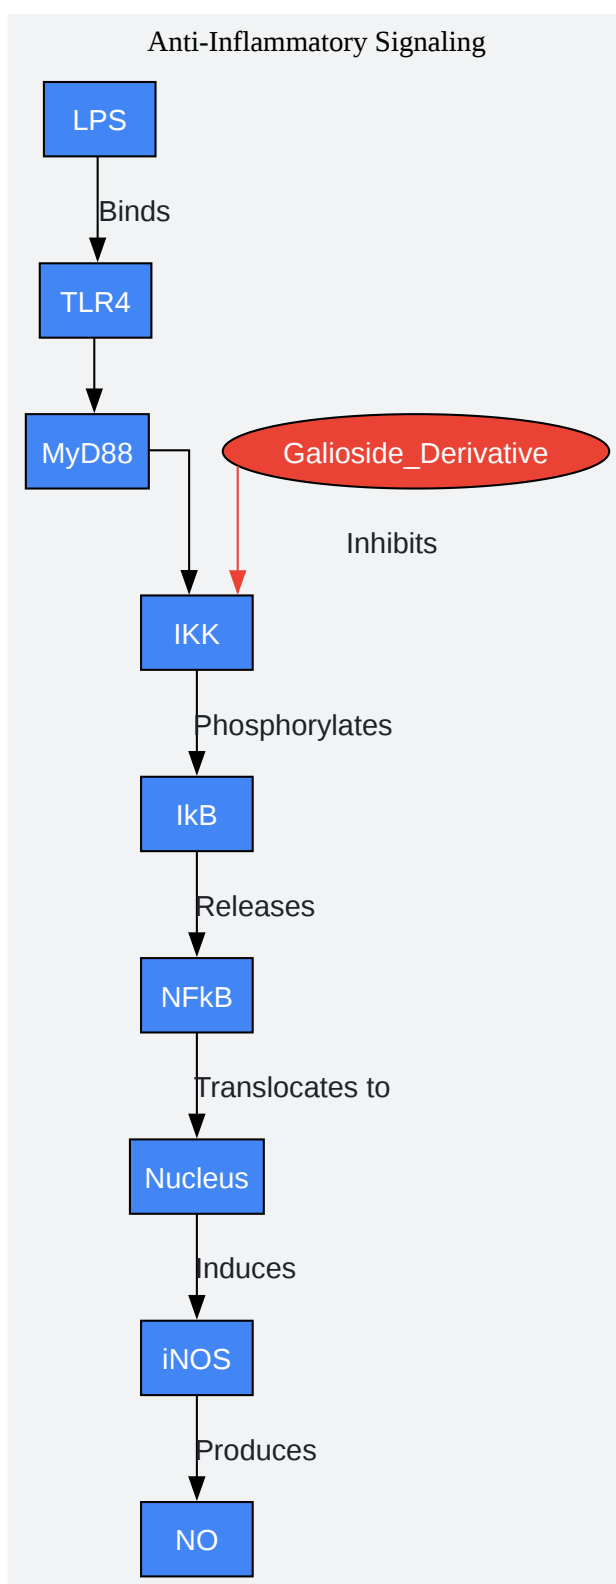 Anti-Inflammatory Signaling
LPS
Binds
TLR4
MyD88
Galioside_Derivative
Inhibits
IKK
Phosphorylates
IkB
Releases
NFkB
Translocates to
Nucleus
Induces
iNOS
Produces
NO